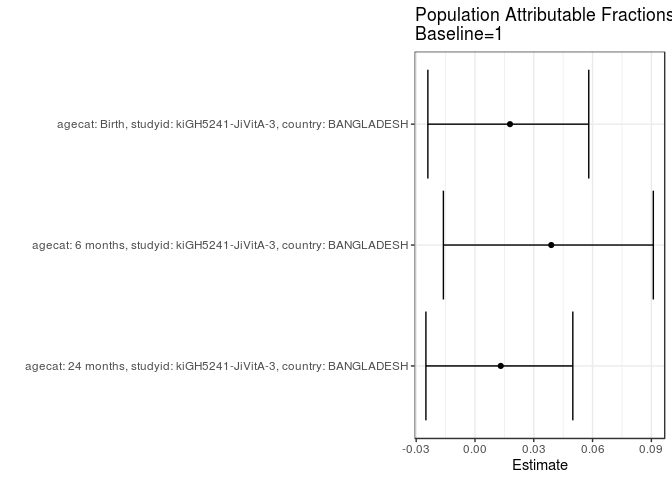 Population Attributable Fractions
Baseline=1
agecat: Birth, studyid: kiGH5241-JiVitA-3, country: BANGLADESH
agecat: 6 months, studyid: kiGH5241-JiVitA-3, country: BANGLADESH
agecat: 24 months, studyid: kiGH5241-JiVitA-3, country: BANGLADESH
-0.03 0.00 0.03 0.06 0.09
Estimate